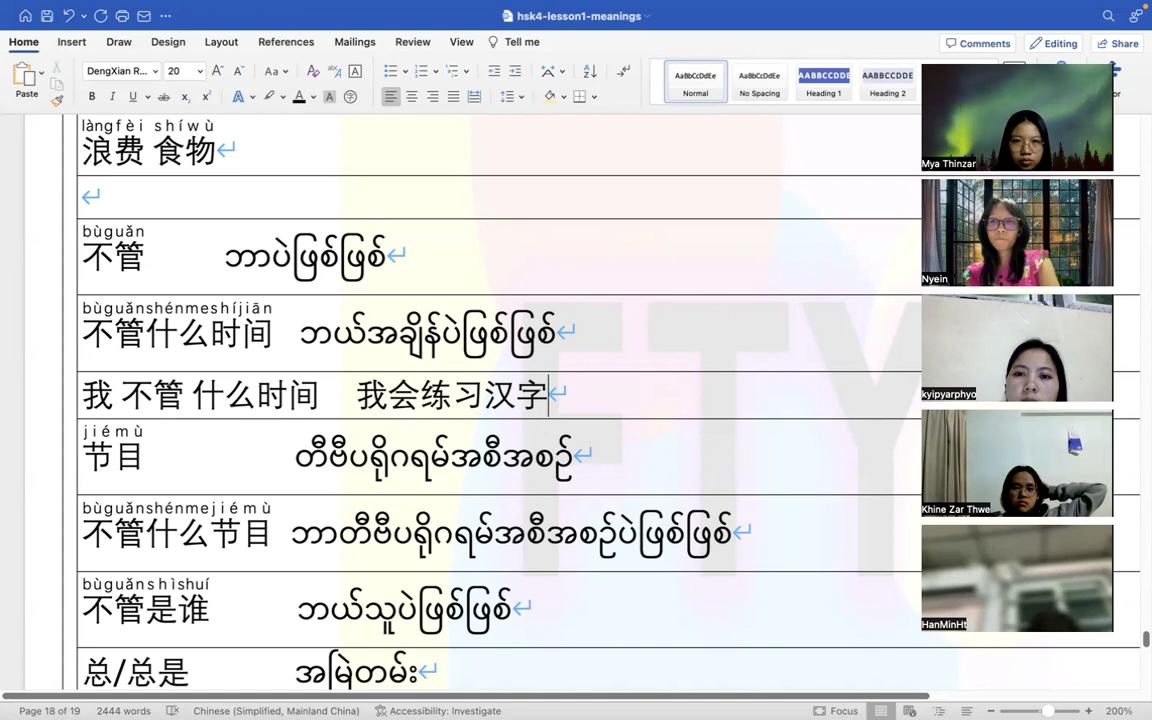 hsk4-lesson1-meanings
Home Insert Draw Design Layout References Mailings Review View Tell me
Comments Editing Share
Paste
DengXian R... 20
Normal No Spacing Heading 1 Heading 2
AaBbCcDdEe AaBbCcDdEe AABBCCDDE AABBCCDDE
làngfèi shíwù
浪费 食物
bùguǎn
不管 ဘာပဲဖြစ်ဖြစ်
bùguǎnshénmeshíjiān
不管什么时间 ဘယ်အချိန်ပဲဖြစ်ဖြစ်
我 不管 什么时间 我会练习汉字
jiémù
节目 တီဗီပရိုဂရမ်အစီအစဉ်
bùguǎnshénmejiémù
不管什么节目 ဘာတီဗီပရိုဂရမ်အစီအစဉ်ပဲဖြစ်ဖြစ်
bùguǎnshìshuí
不管是谁 ဘယ်သူပဲဖြစ်ဖြစ်
总/总是 အမြဲတမ်း
FTY
Mya Thinzar
Nyein
kyipyarphyo
Khine Zar Thwe
HanMinHt
Page 18 of 19 2444 words Chinese (Simplified, Mainland China) Accessibility: Investigate Focus 200%